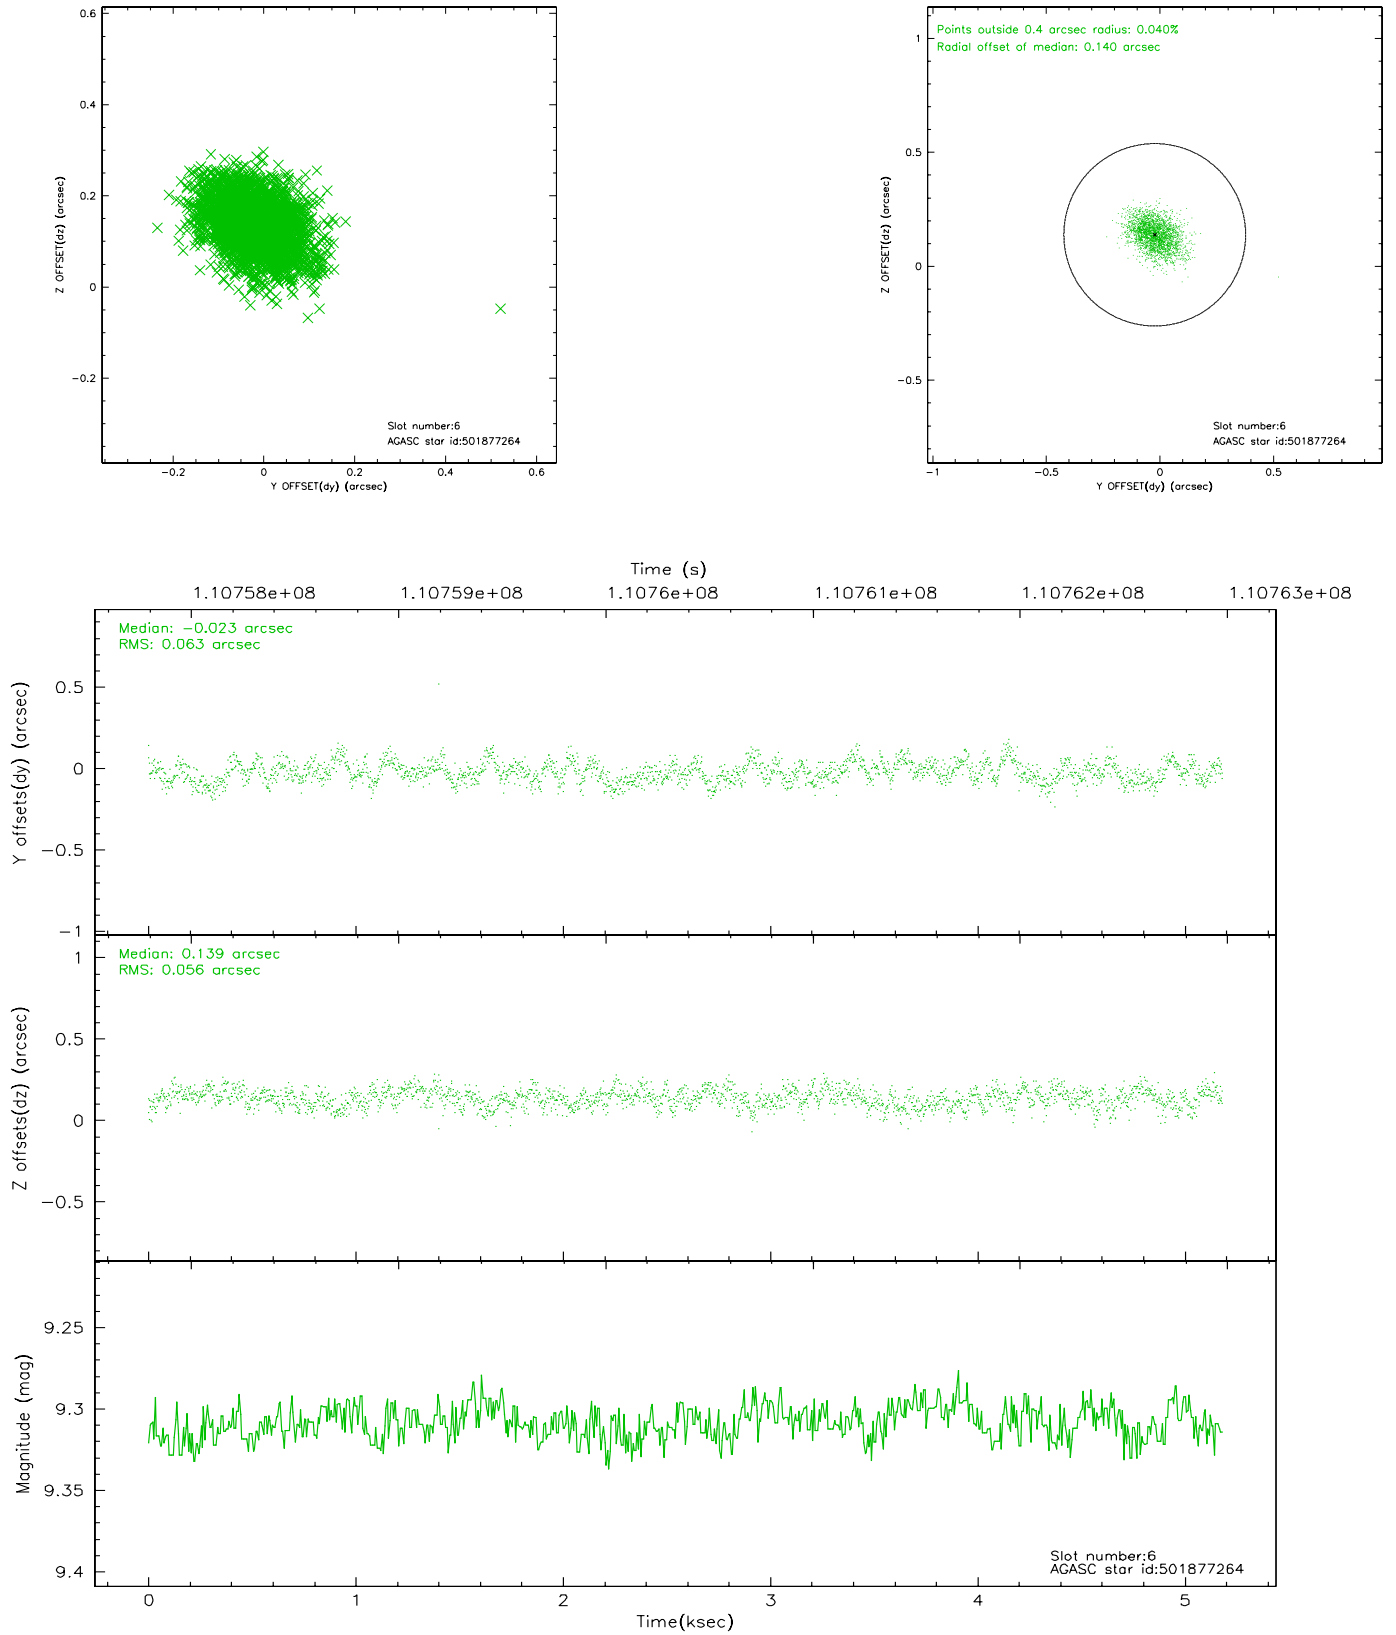 0.6
0.4
0.2
0
−0.2
Z OFFSET(dz) (arcsec)
Slot number:6
AGASC star id:501877264
−0.2 0 0.2 0.4 0.6
Y OFFSET(dy) (arcsec)
Points outside 0.4 arcsec radius: 0.040%
Radial offset of median: 0.140 arcsec
1
0.5
0
−0.5
Z OFFSET(dz) (arcsec)
Slot number:6
AGASC star id:501877264
−1 −0.5 0 0.5
Y OFFSET(dy) (arcsec)
Time (s)
1.10758e+08 1.10759e+08 1.1076e+08 1.10761e+08 1.10762e+08 1.10763e+08
Median: −0.023 arcsec
RMS: 0.063 arcsec
0.5
0
−0.5
−1
Y offsets(dy) (arcsec)
Median: 0.139 arcsec
RMS: 0.056 arcsec
1
0.5
0
−0.5
Z offsets(dz) (arcsec)
9.25
9.3
9.35
9.4
Magnitude (mag)
Slot number:6
AGASC star id:501877264
0 1 2 3 4 5
Time(ksec)